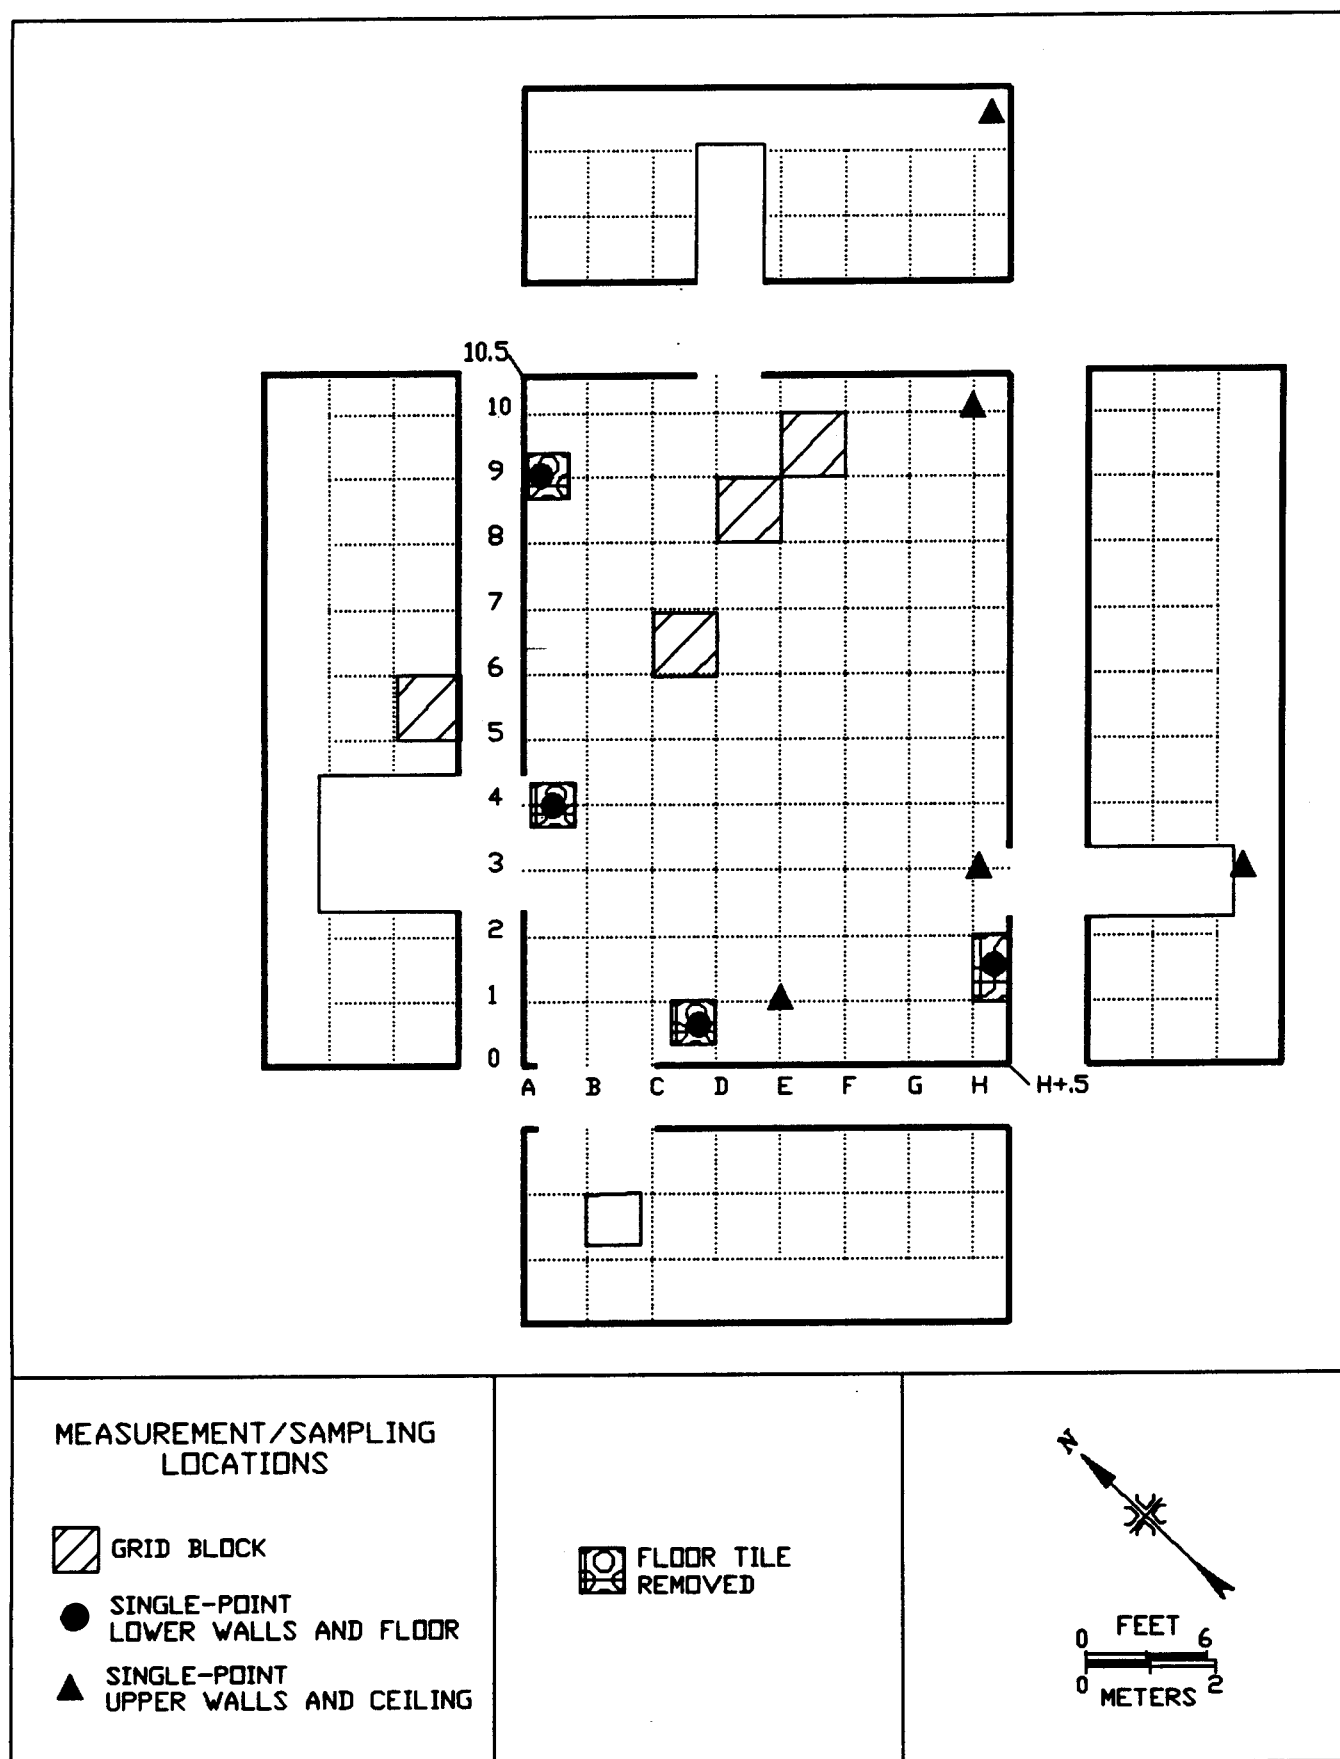 10.5
10
9
8
7
6
5
4
3
2
1
0
A B C D E F G H H+.5
MEASUREMENT/SAMPLING
LOCATIONS
GRID BLOCK
SINGLE-POINT
LOWER WALLS AND FLOOR
SINGLE-POINT
UPPER WALLS AND CEILING
FLOOR TILE
REMOVED
N
FEET
0 6
0 2
METERS